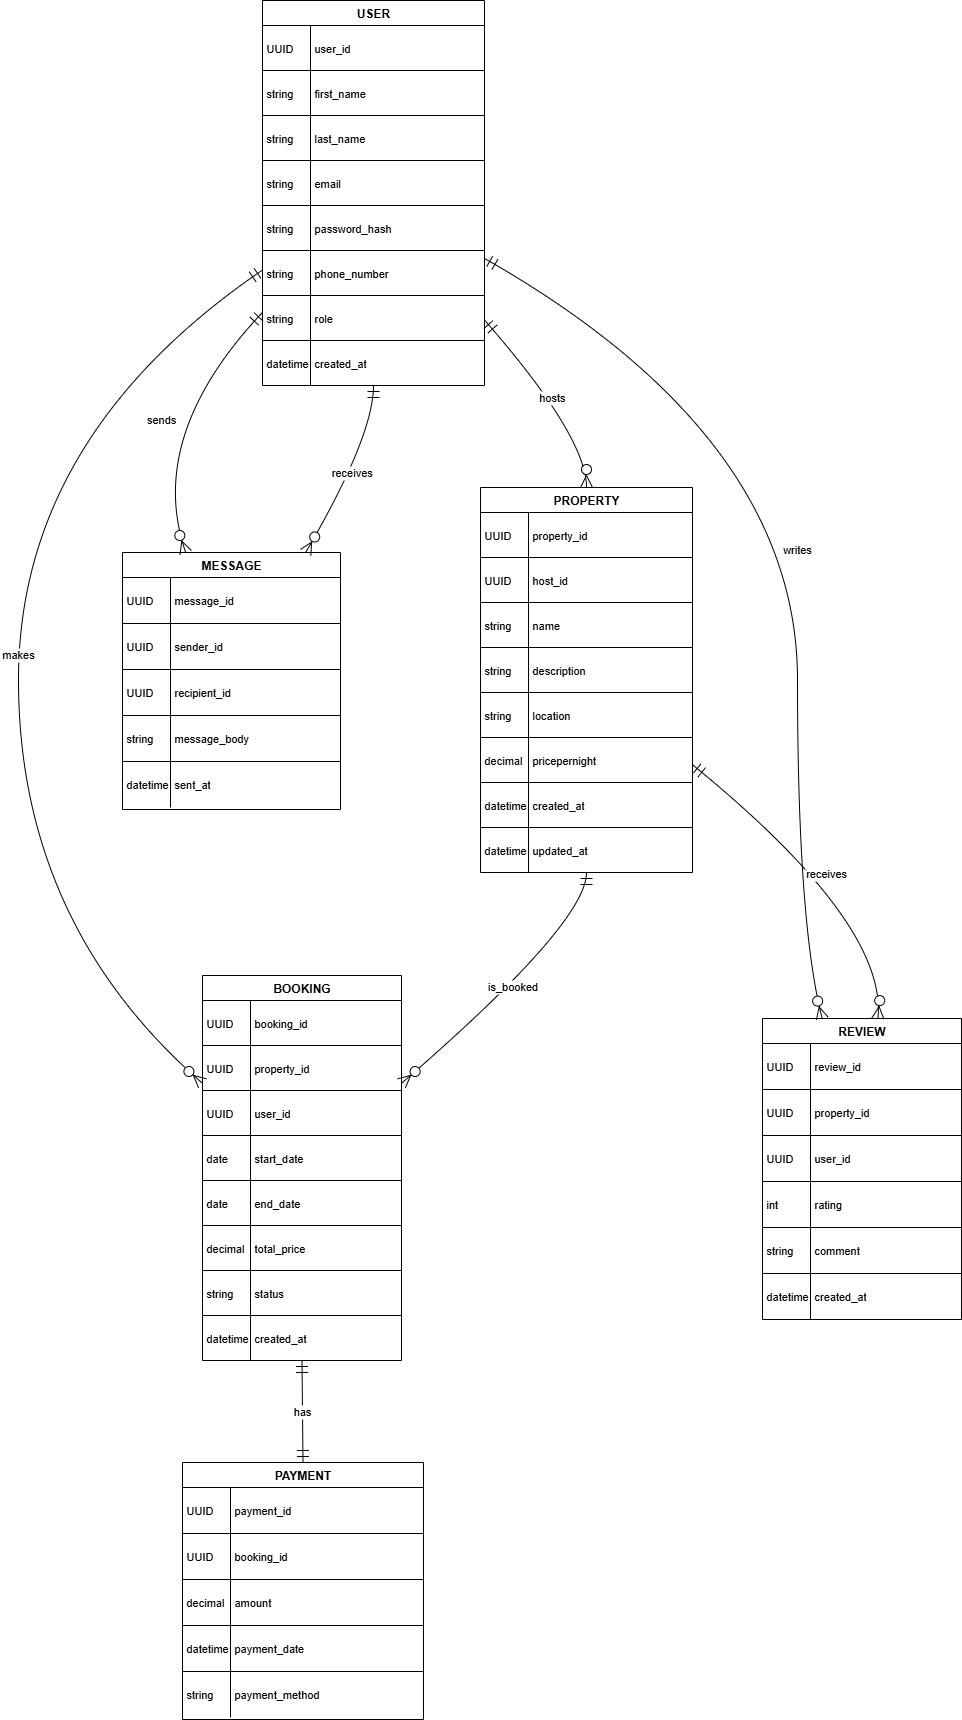 USER
UUID user_id
string first_name
string last_name
string email
string password_hash
string phone_number
string role
datetime created_at
sends
receives
hosts
writes
makes
MESSAGE
UUID message_id
UUID sender_id
UUID recipient_id
string message_body
datetime sent_at
PROPERTY
UUID property_id
UUID host_id
string name
string description
string location
decimal pricepernight
datetime created_at
datetime updated_at
receives
is_booked
BOOKING
UUID booking_id
UUID property_id
UUID user_id
date start_date
date end_date
decimal total_price
string status
datetime created_at
REVIEW
UUID review_id
UUID property_id
UUID user_id
int rating
string comment
datetime created_at
has
PAYMENT
UUID payment_id
UUID booking_id
decimal amount
datetime payment_date
string payment_method